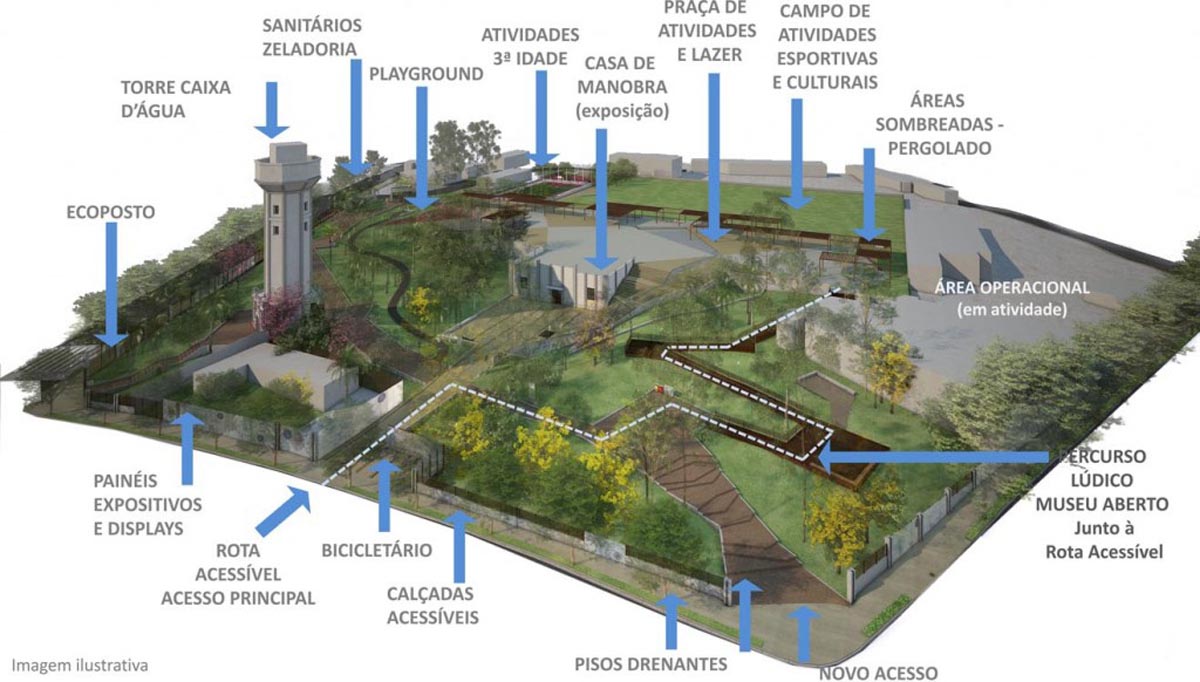 SANITÁRIOS
ZELADORIA
TORRE CAIXA
D'ÁGUA
PLAYGROUND
ATIVIDADES
3ª IDADE
CASA DE
MANOBRA
(exposição)
PRAÇA DE
ATIVIDADES
E LAZER
CAMPO DE
ATIVIDADES
ESPORTIVAS
E CULTURAIS
ÁREAS
SOMBREADAS -
PERGOLADO
ECOPOSTO
ÁREA OPERACIONAL
(em atividade)
PAINÉIS
EXPOSITIVOS
E DISPLAYS
ROTA
ACESSÍVEL
ACESSO PRINCIPAL
BICICLETÁRIO
CALÇADAS
ACESSÍVEIS
PISOS DRENANTES
NOVO ACESSO
PERCURSO
LÚDICO
MUSEU ABERTO
Junto à
Rota Acessível
Imagem ilustrativa